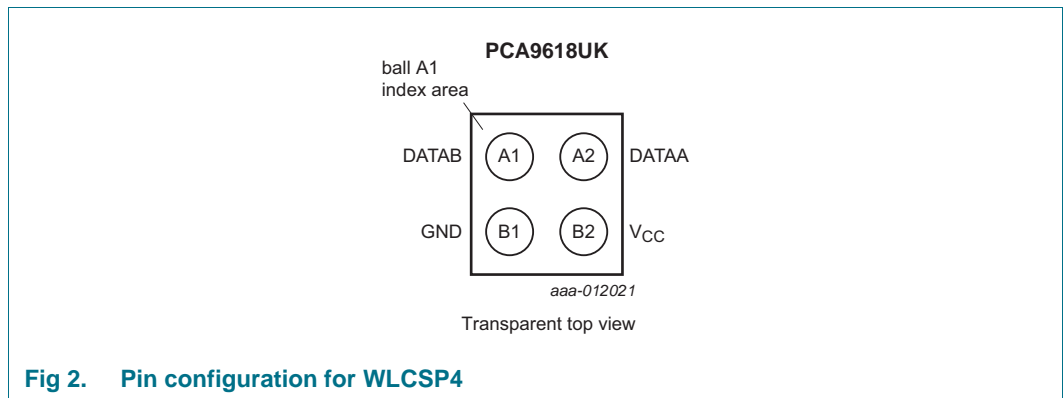 PCA9618UK
ball A1
index area
DATAB A1 A2 DATAA
GND B1 B2 VCC
aaa-012021
Transparent top view
Fig 2. Pin configuration for WLCSP4